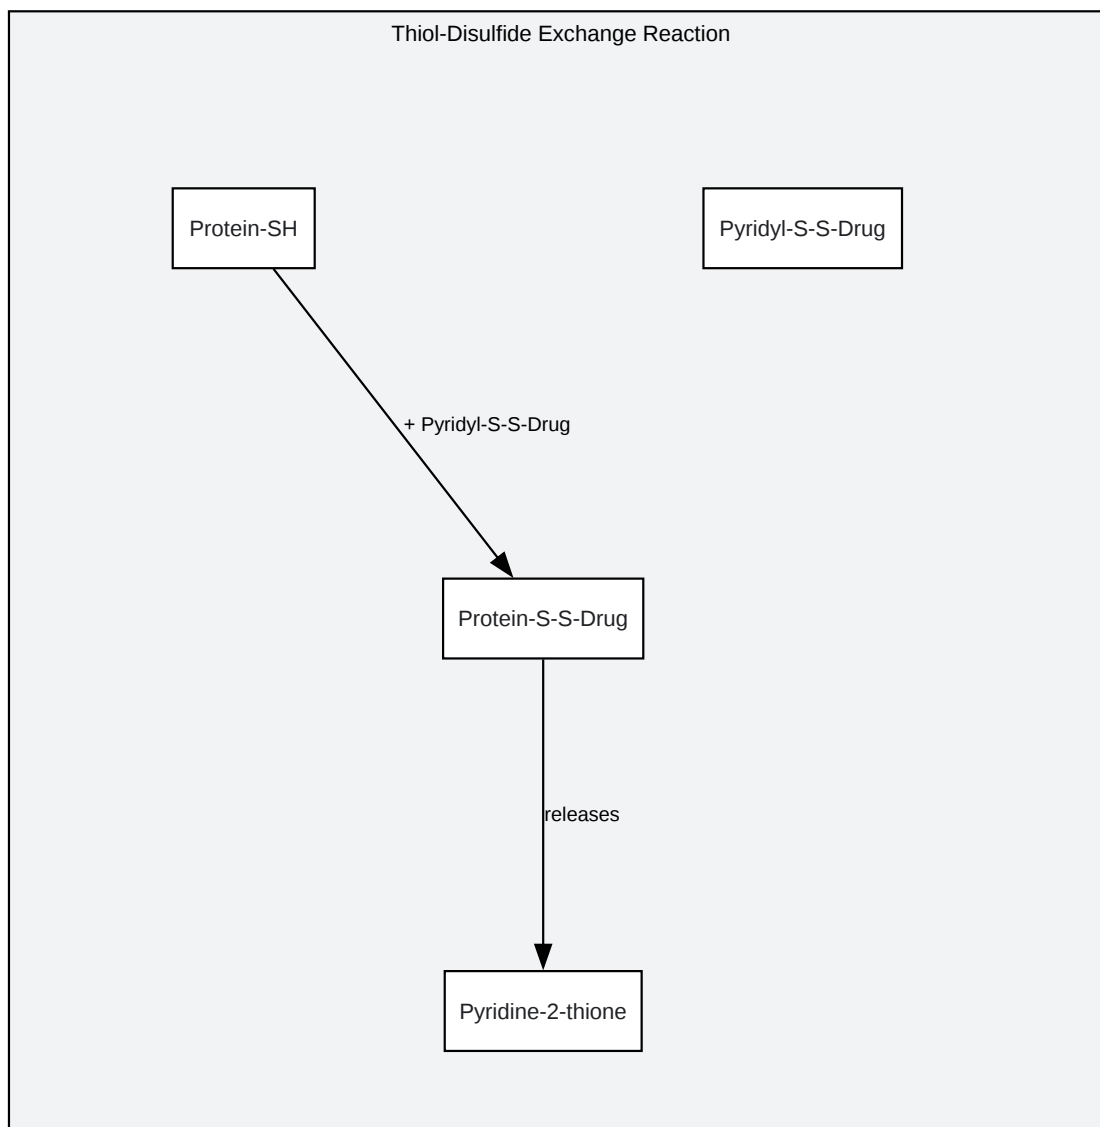 Thiol-Disulfide Exchange Reaction
Protein-SH
Pyridyl-S-S-Drug
+ Pyridyl-S-S-Drug
Protein-S-S-Drug
releases
Pyridine-2-thione